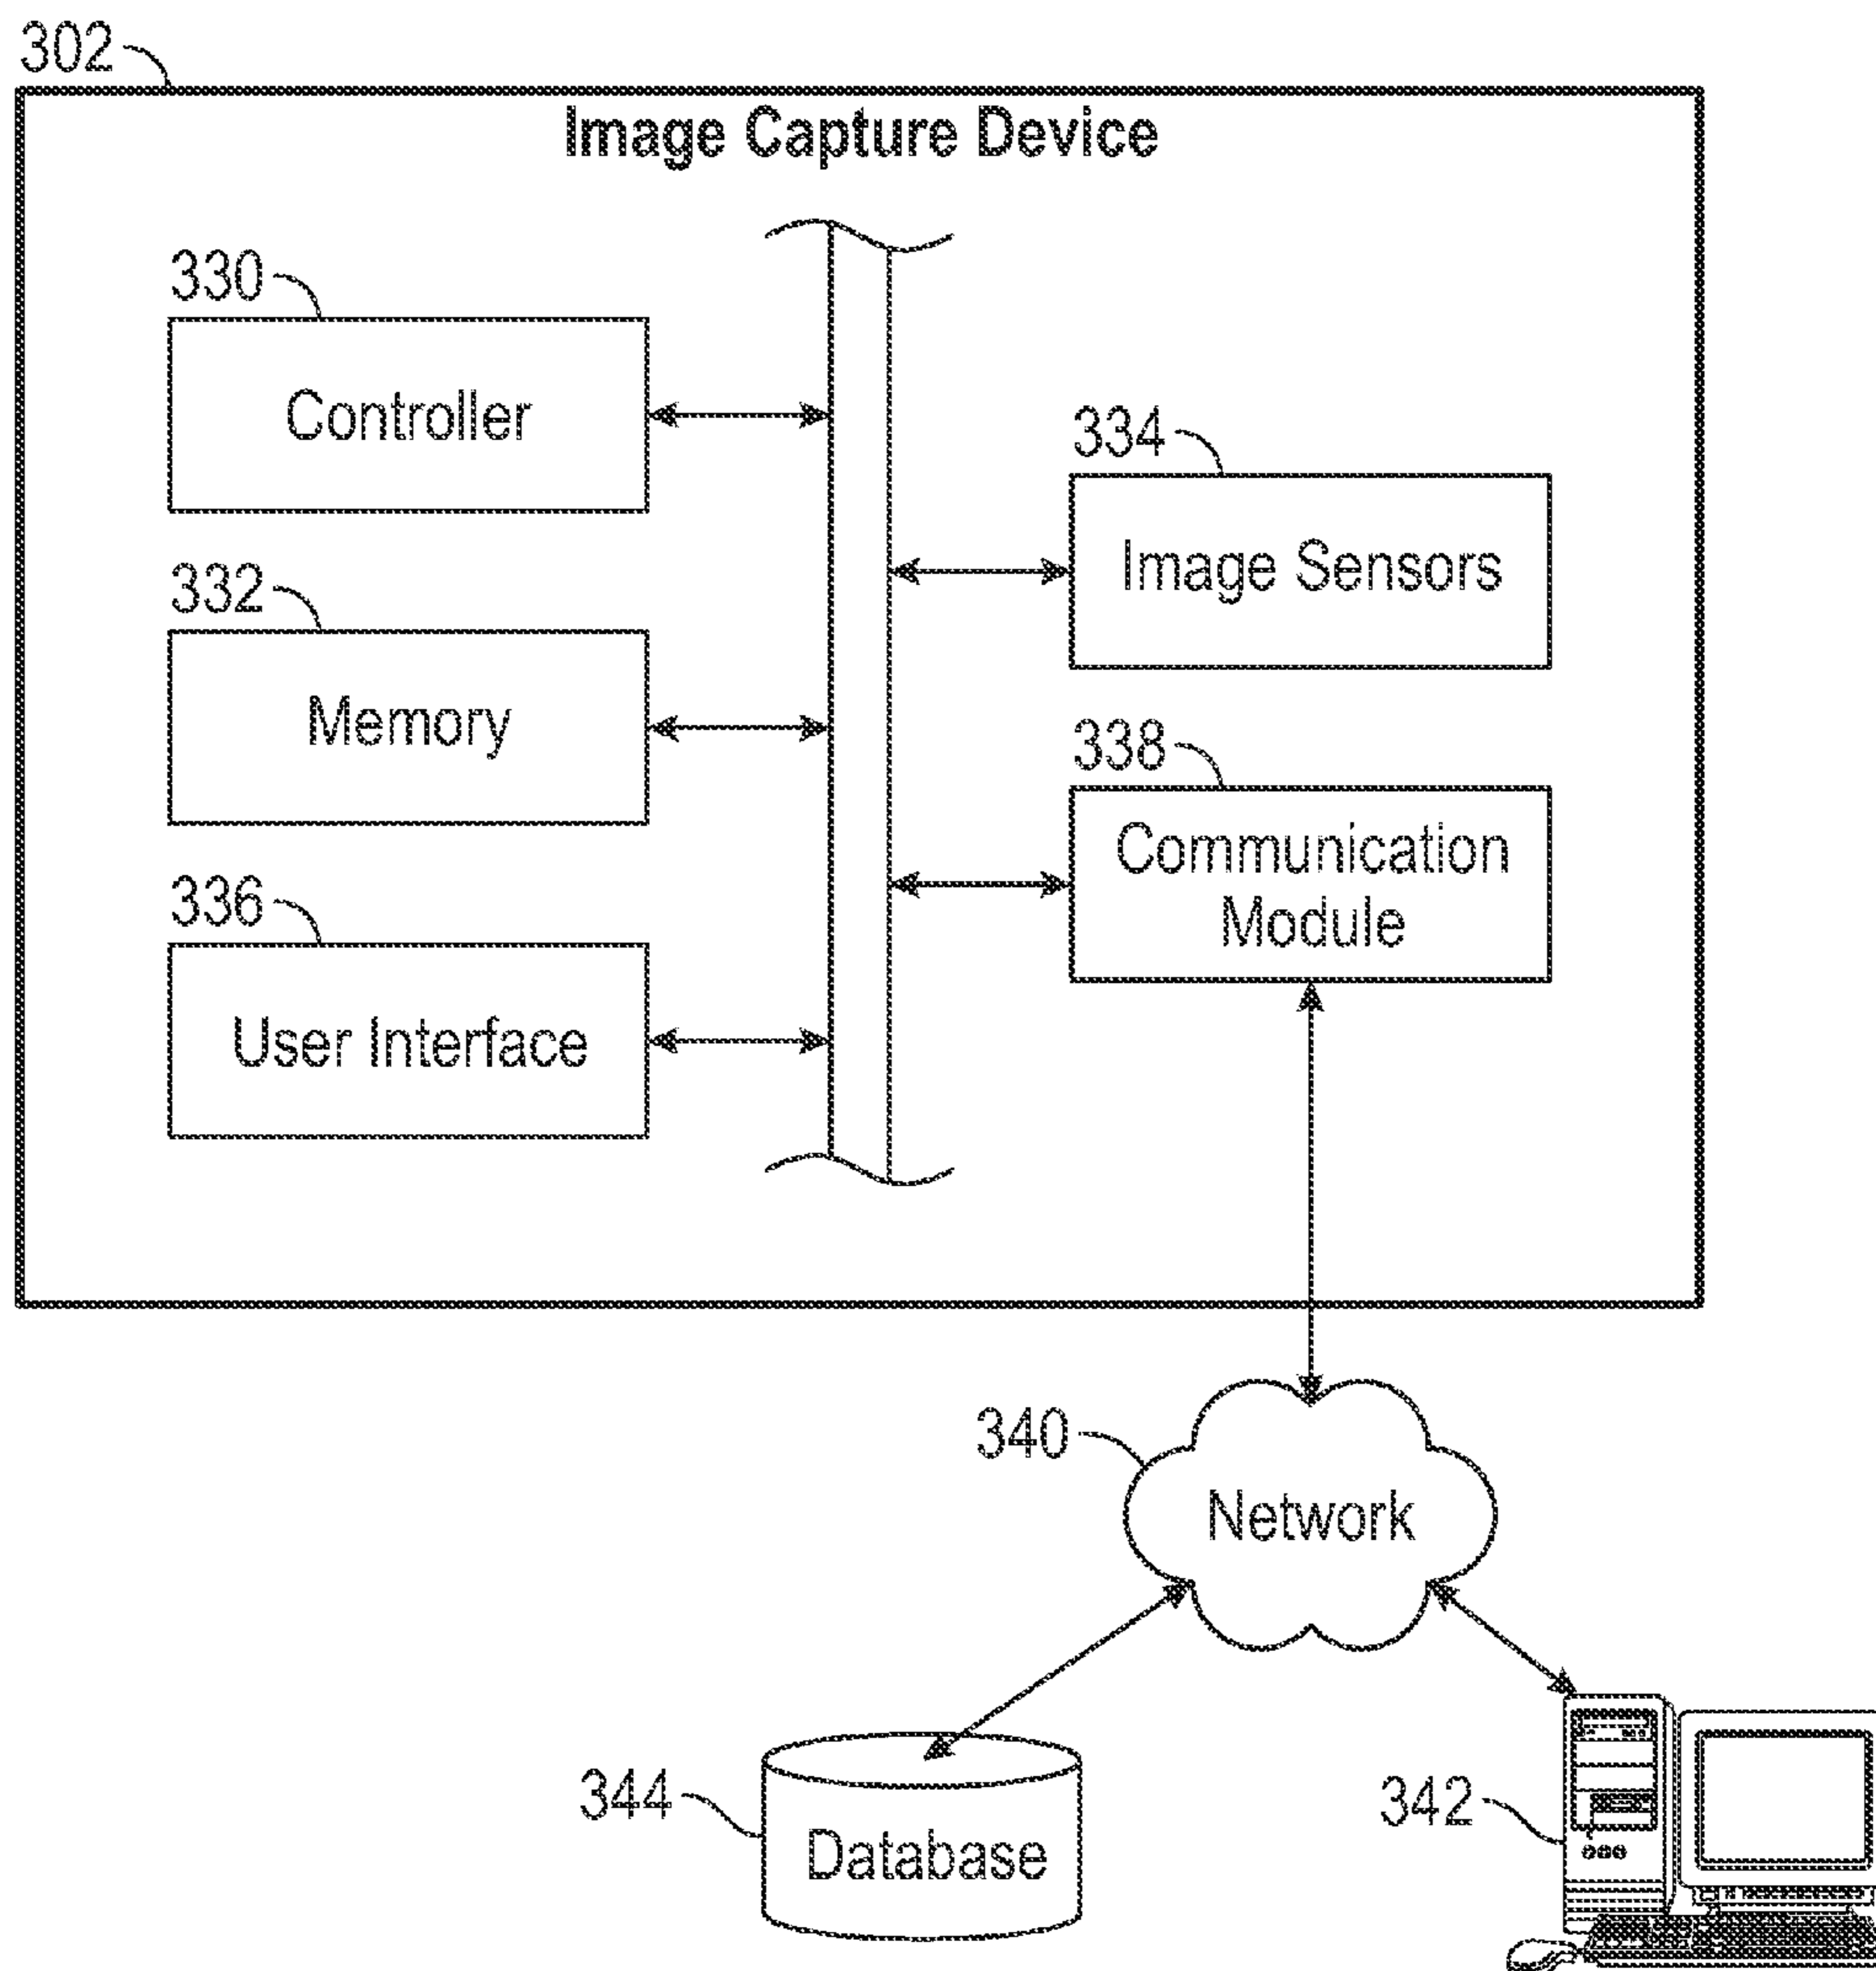 302
Image Capture Device
330
Controller
334
Image Sensors
332
Memory
338
Communication
Module
336
User Interface
340
Network
344
Database
342